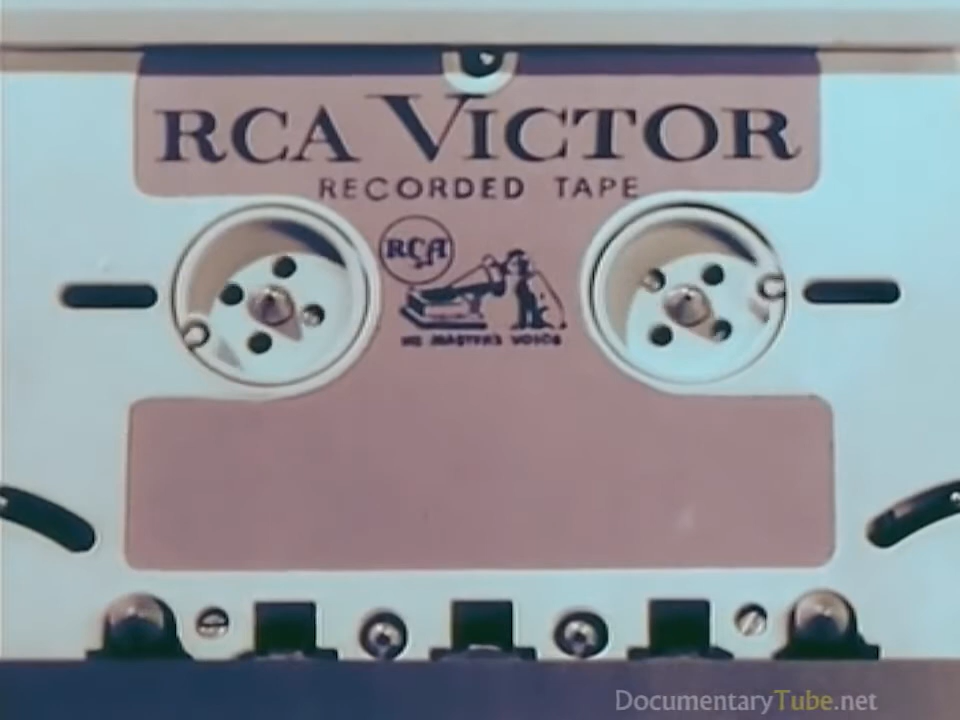 RCA VICTOR
RECORDED TAPE
RCA
HIS MASTER'S VOICE
DocumentaryTube.net